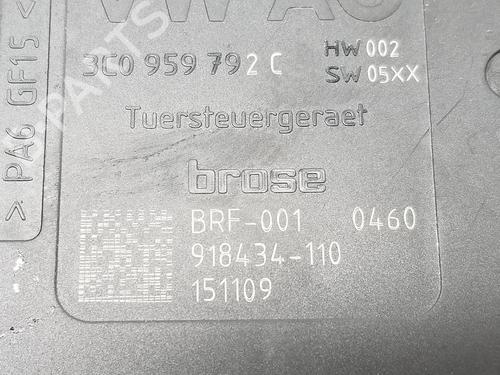 VW AG
3C0 959 792 C
HW 002
SW 05XX
Tuersteuergeraet
brose
BRF-001 0460
918434-110
151109
> PA6 GF15 <